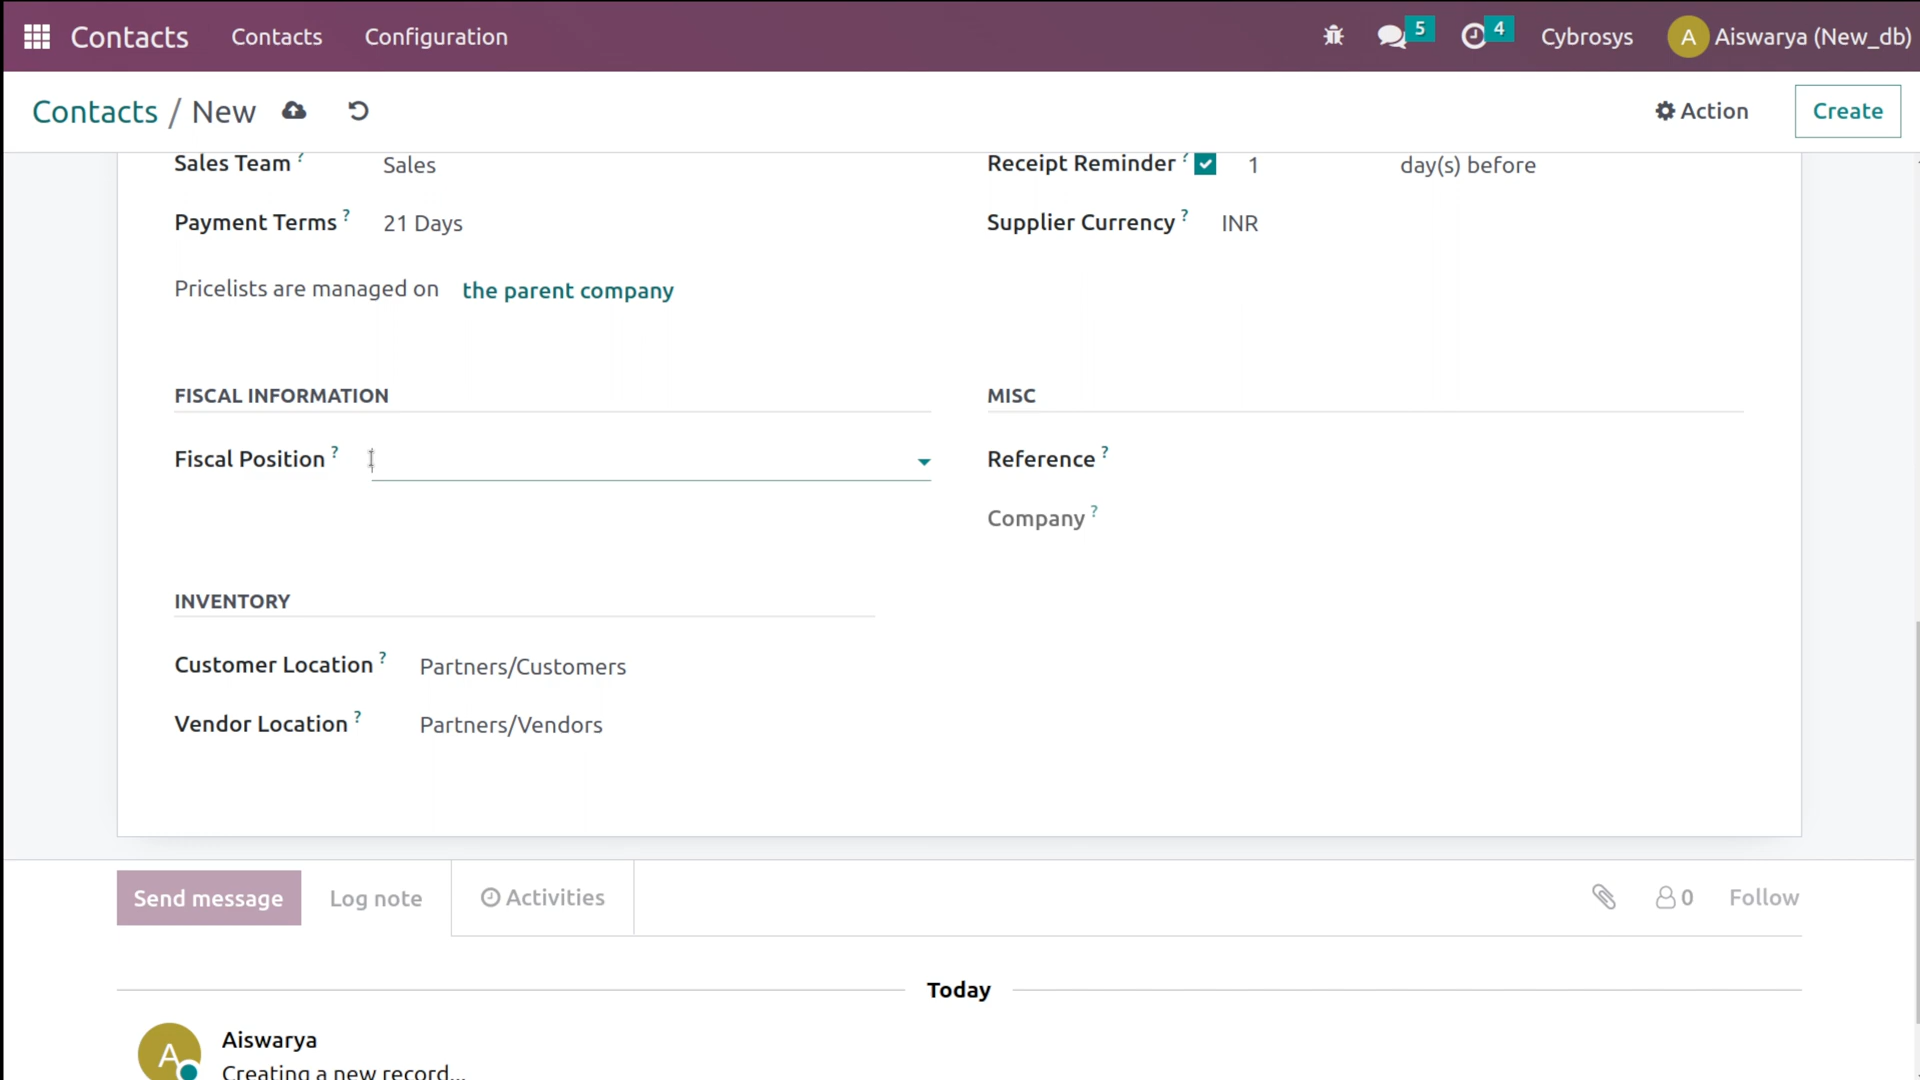 Contacts Contacts Configuration 5 4 Cybrosys A Aiswarya (New_db)
Contacts / New Action Create
Sales Team ? Sales Receipt Reminder ? 1 day(s) before
Payment Terms ? 21 Days Supplier Currency ? INR
Pricelists are managed on the parent company
FISCAL INFORMATION MISC
Fiscal Position ? Reference ?
Company ?
INVENTORY
Customer Location ? Partners/Customers
Vendor Location ? Partners/Vendors
Send message Log note Activities 0 Follow
Today
A Aiswarya
Creating a new record...